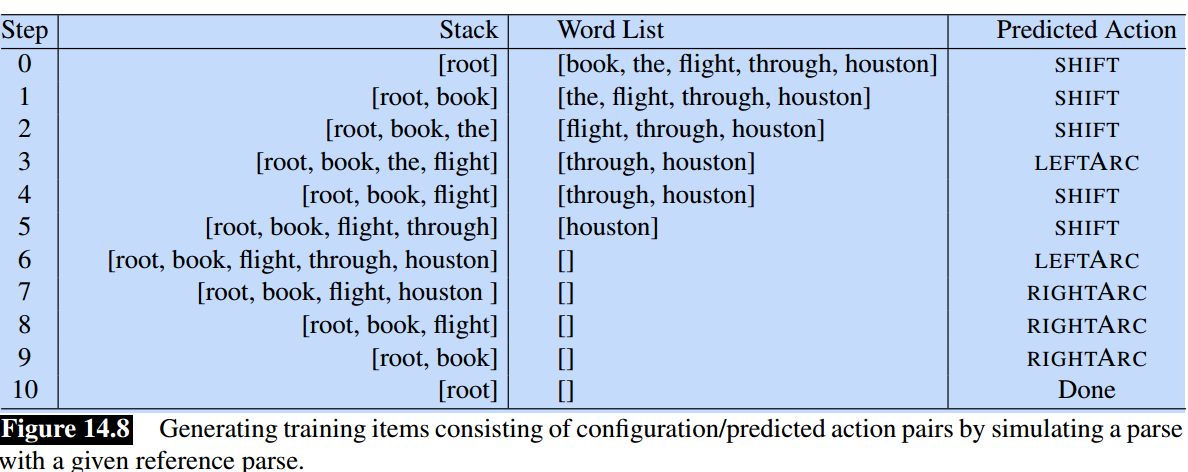 Step Stack Word List Predicted Action
0 [root] [book, the, flight, through, houston] SHIFT
1 [root, book] [the, flight, through, houston] SHIFT
2 [root, book, the] [flight, through, houston] SHIFT
3 [root, book, the, flight] [through, houston] LEFTARC
4 [root, book, flight] [through, houston] SHIFT
5 [root, book, flight, through] [houston] SHIFT
6 [root, book, flight, through, houston] [] LEFTARC
7 [root, book, flight, houston ] [] RIGHTARC
8 [root, book, flight] [] RIGHTARC
9 [root, book] [] RIGHTARC
10 [root] [] Done
Figure 14.8 Generating training items consisting of configuration/predicted action pairs by simulating a parse
with a given reference parse.